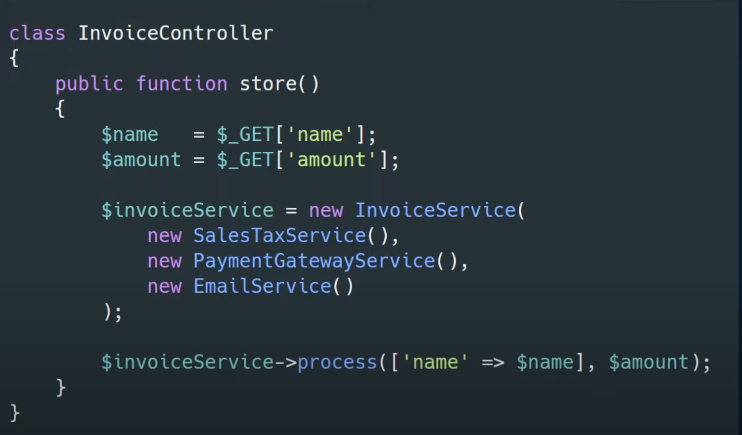 class InvoiceController
{
    public function store()
    {
        $name   = $_GET['name'];
        $amount = $_GET['amount'];

        $invoiceService = new InvoiceService(
            new SalesTaxService(),
            new PaymentGatewayService(),
            new EmailService()
        );

        $invoiceService->process(['name' => $name], $amount);
    }
}